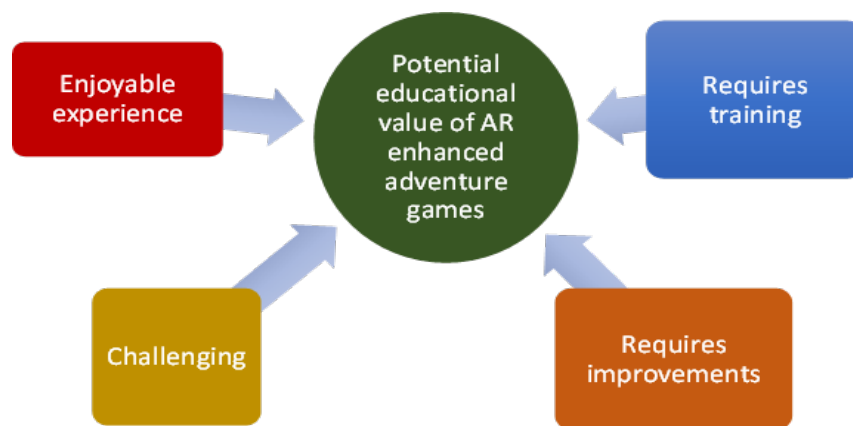 Enjoyable
experience
Potential
educational
value of AR
enhanced
adventure
games
Requires
training
Challenging
Requires
improvements